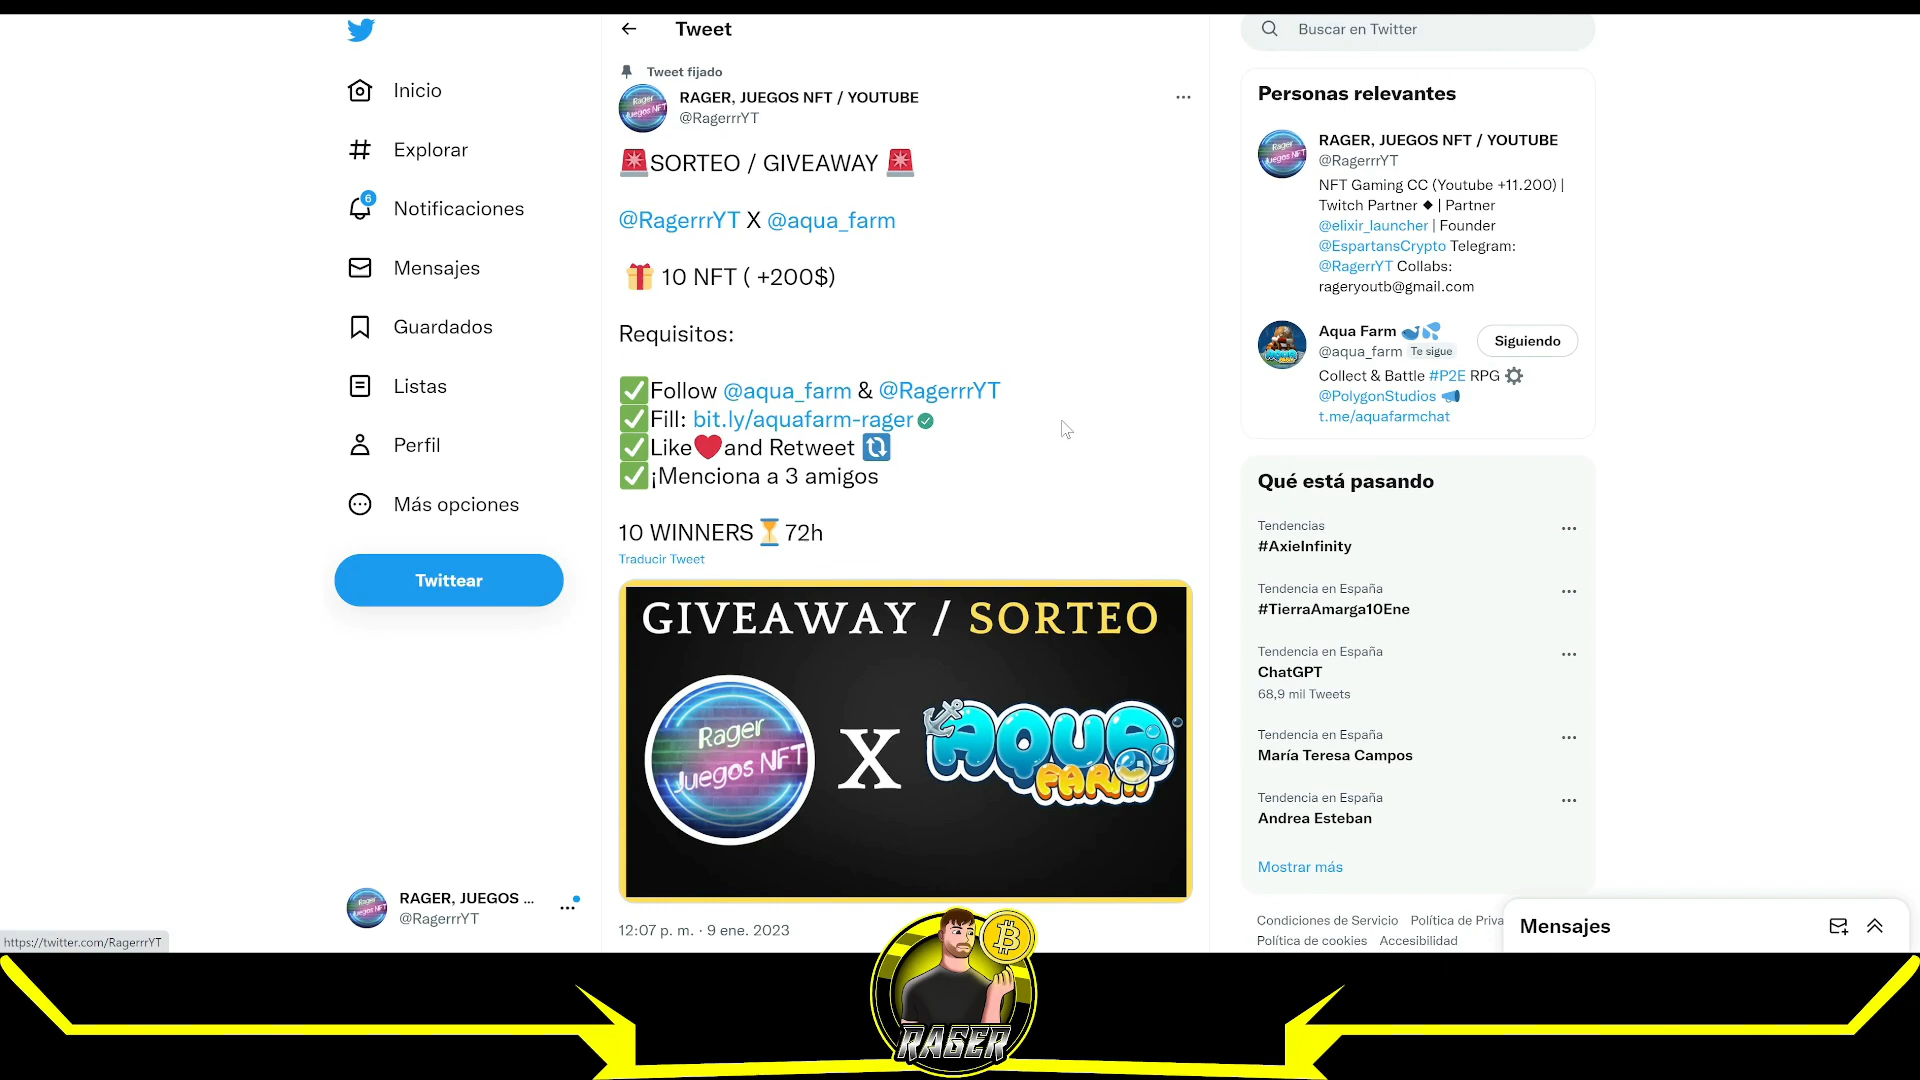 Inicio
Explorar
6
Notificaciones
Mensajes
Guardados
Listas
Perfil
Más opciones
Twittear
RAGER, JUEGOS ...
@RagerrrYT
https://twitter.com/RagerrrYT
Tweet
Tweet fijado
RAGER, JUEGOS NFT / YOUTUBE
@RagerrrYT
🚨SORTEO / GIVEAWAY 🚨
@RagerrrYT X @aqua_farm
🎁 10 NFT ( +200$)
Requisitos:
✅Follow @aqua_farm & @RagerrrYT
✅Fill: bit.ly/aquafarm-rager
✅Like❤️and Retweet 🔃
✅¡Menciona a 3 amigos
10 WINNERS⏳72h
Traducir Tweet
GIVEAWAY / SORTEO
Rager
Juegos NFT
X
AQUA
FARM
12:07 p. m. · 9 ene. 2023
Buscar en Twitter
Personas relevantes
RAGER, JUEGOS NFT / YOUTUBE
@RagerrrYT
NFT Gaming CC (Youtube +11.200) |
Twitch Partner ◆ | Partner
@elixir_launcher | Founder
@EspartansCrypto Telegram:
@RagerrYT Collabs:
rageryoutb@gmail.com
Aqua Farm 🐳💦
@aqua_farm Te sigue
Siguiendo
Collect & Battle #P2E RPG ⚙️
@PolygonStudios 📣
t.me/aquafarmchat
Qué está pasando
Tendencias
#AxieInfinity
Tendencia en España
#TierraAmarga10Ene
Tendencia en España
ChatGPT
68,9 mil Tweets
Tendencia en España
María Teresa Campos
Tendencia en España
Andrea Esteban
Mostrar más
Condiciones de Servicio Política de Priva
Política de cookies Accesibilidad
Mensajes
RAGER